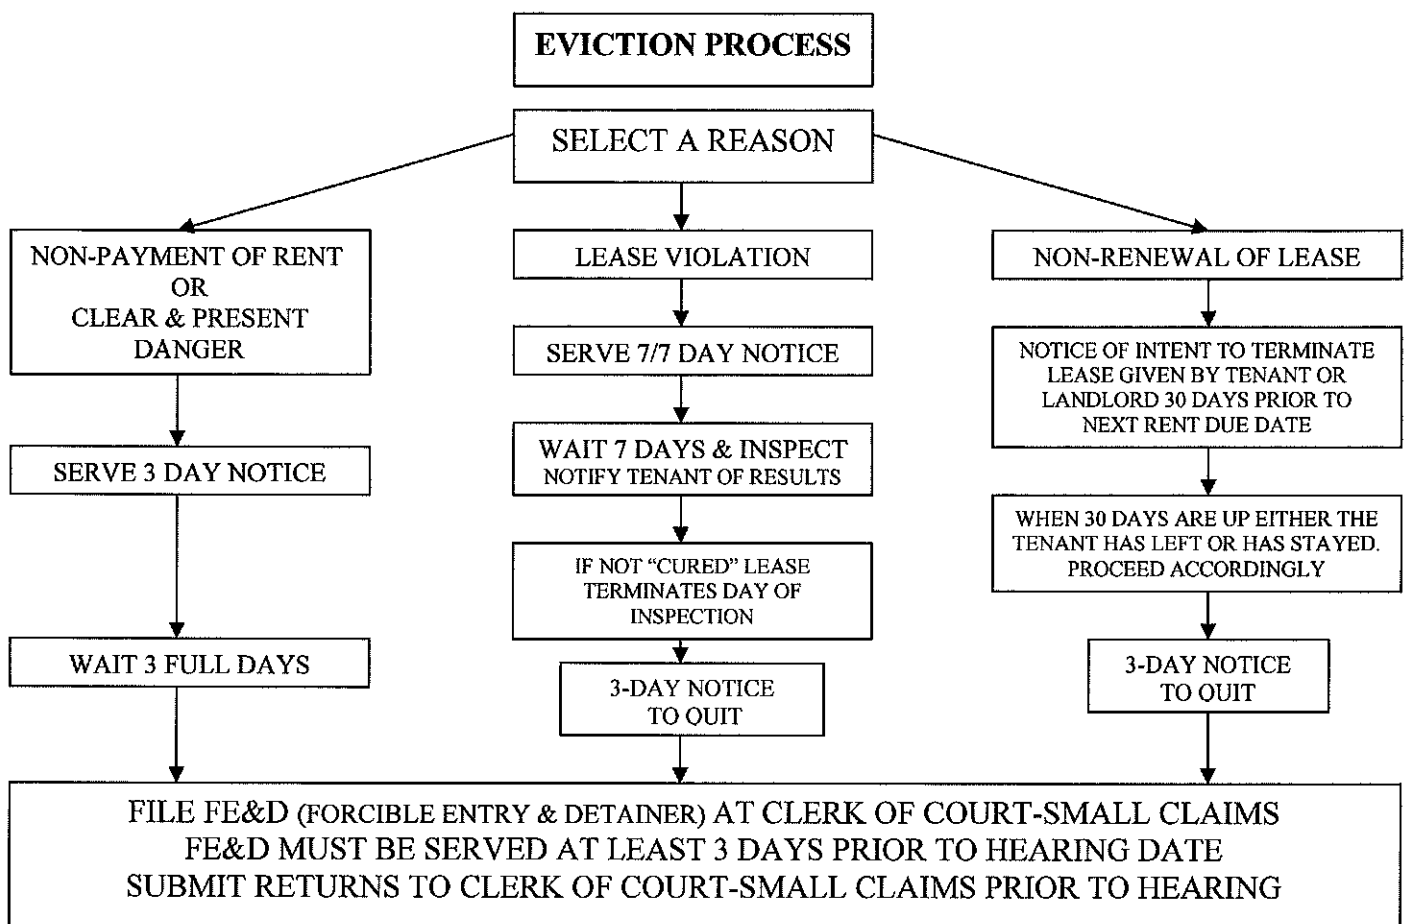 EVICTION PROCESS
SELECT A REASON
NON-PAYMENT OF RENT
OR
CLEAR & PRESENT
DANGER
SERVE 3 DAY NOTICE
WAIT 3 FULL DAYS
LEASE VIOLATION
SERVE 7/7 DAY NOTICE
WAIT 7 DAYS & INSPECT
NOTIFY TENANT OF RESULTS
IF NOT “CURED” LEASE
TERMINATES DAY OF
INSPECTION
3-DAY NOTICE
TO QUIT
NON-RENEWAL OF LEASE
NOTICE OF INTENT TO TERMINATE
LEASE GIVEN BY TENANT OR
LANDLORD 30 DAYS PRIOR TO
NEXT RENT DUE DATE
WHEN 30 DAYS ARE UP EITHER THE
TENANT HAS LEFT OR HAS STAYED.
PROCEED ACCORDINGLY
3-DAY NOTICE
TO QUIT
FILE FE&D (FORCIBLE ENTRY & DETAINER) AT CLERK OF COURT-SMALL CLAIMS
FE&D MUST BE SERVED AT LEAST 3 DAYS PRIOR TO HEARING DATE
SUBMIT RETURNS TO CLERK OF COURT-SMALL CLAIMS PRIOR TO HEARING